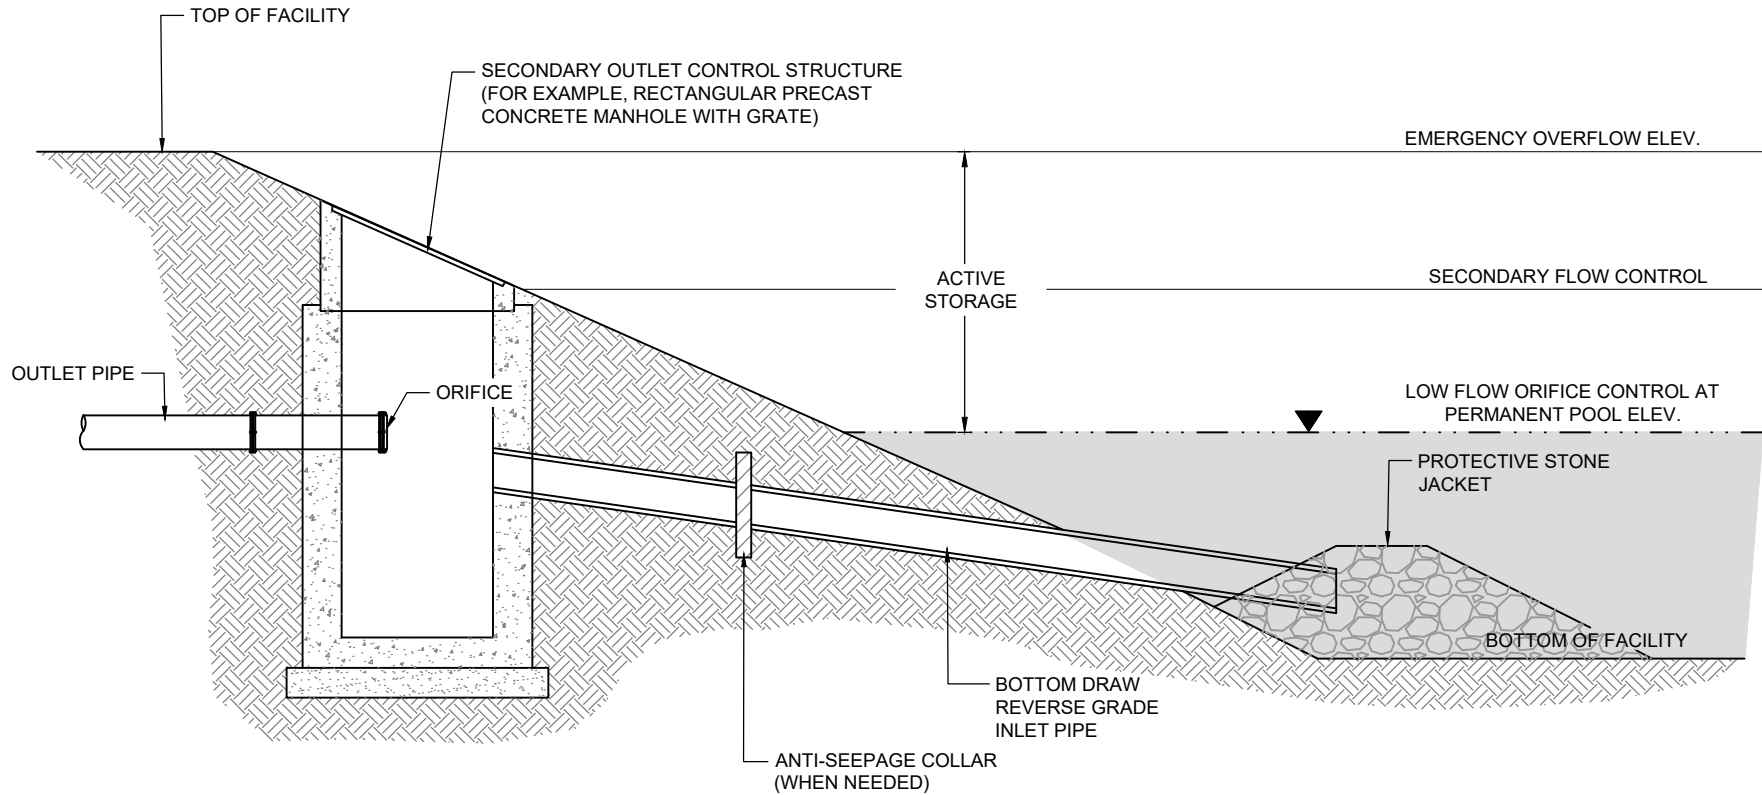 TOP OF FACILITY
SECONDARY OUTLET CONTROL STRUCTURE
(FOR EXAMPLE, RECTANGULAR PRECAST
CONCRETE MANHOLE WITH GRATE)
EMERGENCY OVERFLOW ELEV.
ACTIVE
STORAGE
SECONDARY FLOW CONTROL
OUTLET PIPE
ORIFICE
LOW FLOW ORIFICE CONTROL AT
PERMANENT POOL ELEV.
PROTECTIVE STONE
JACKET
BOTTOM OF FACILITY
BOTTOM DRAW
REVERSE GRADE
INLET PIPE
ANTI-SEEPAGE COLLAR
(WHEN NEEDED)